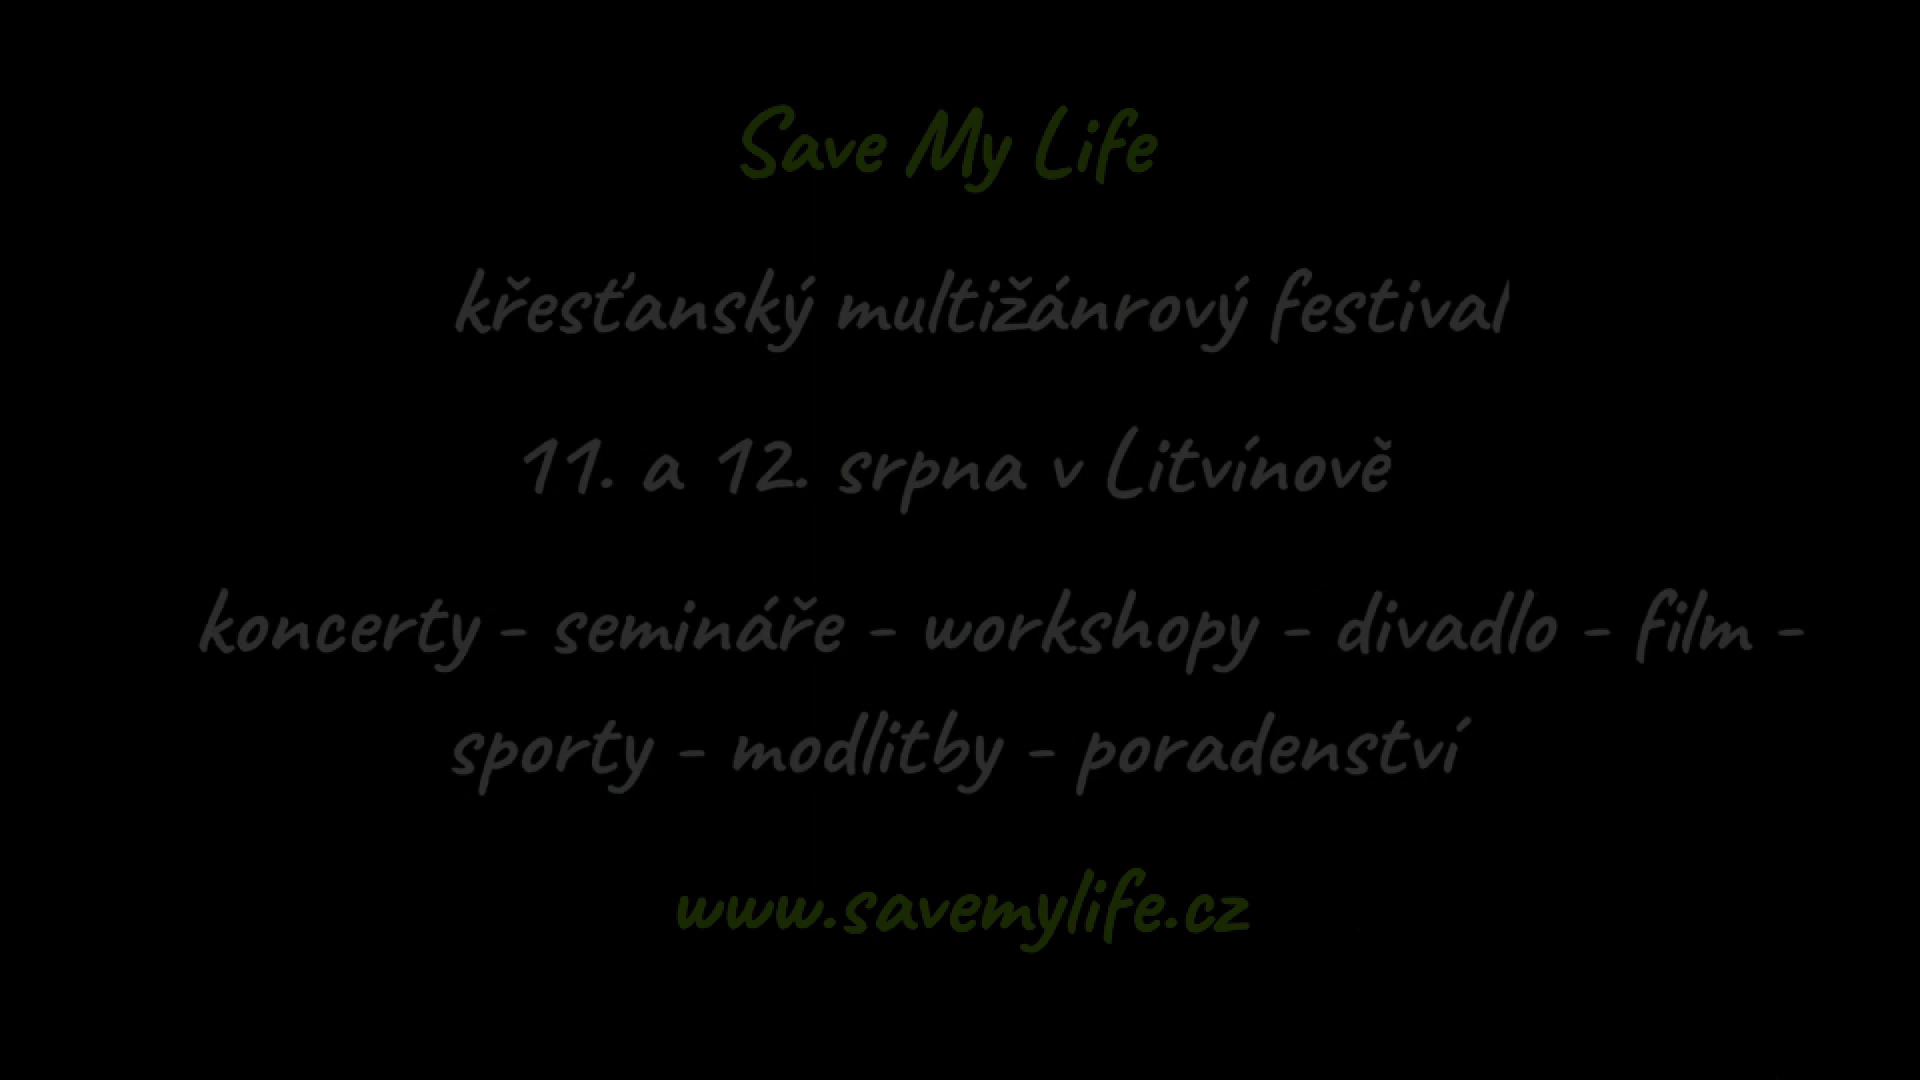 Save My Life
křesťanský multižánrový festival
11. a 12. srpna v Litvínově
koncerty - semináře - workshopy - divadlo - film -
sporty - modlitby - poradenství
www.savemylife.cz